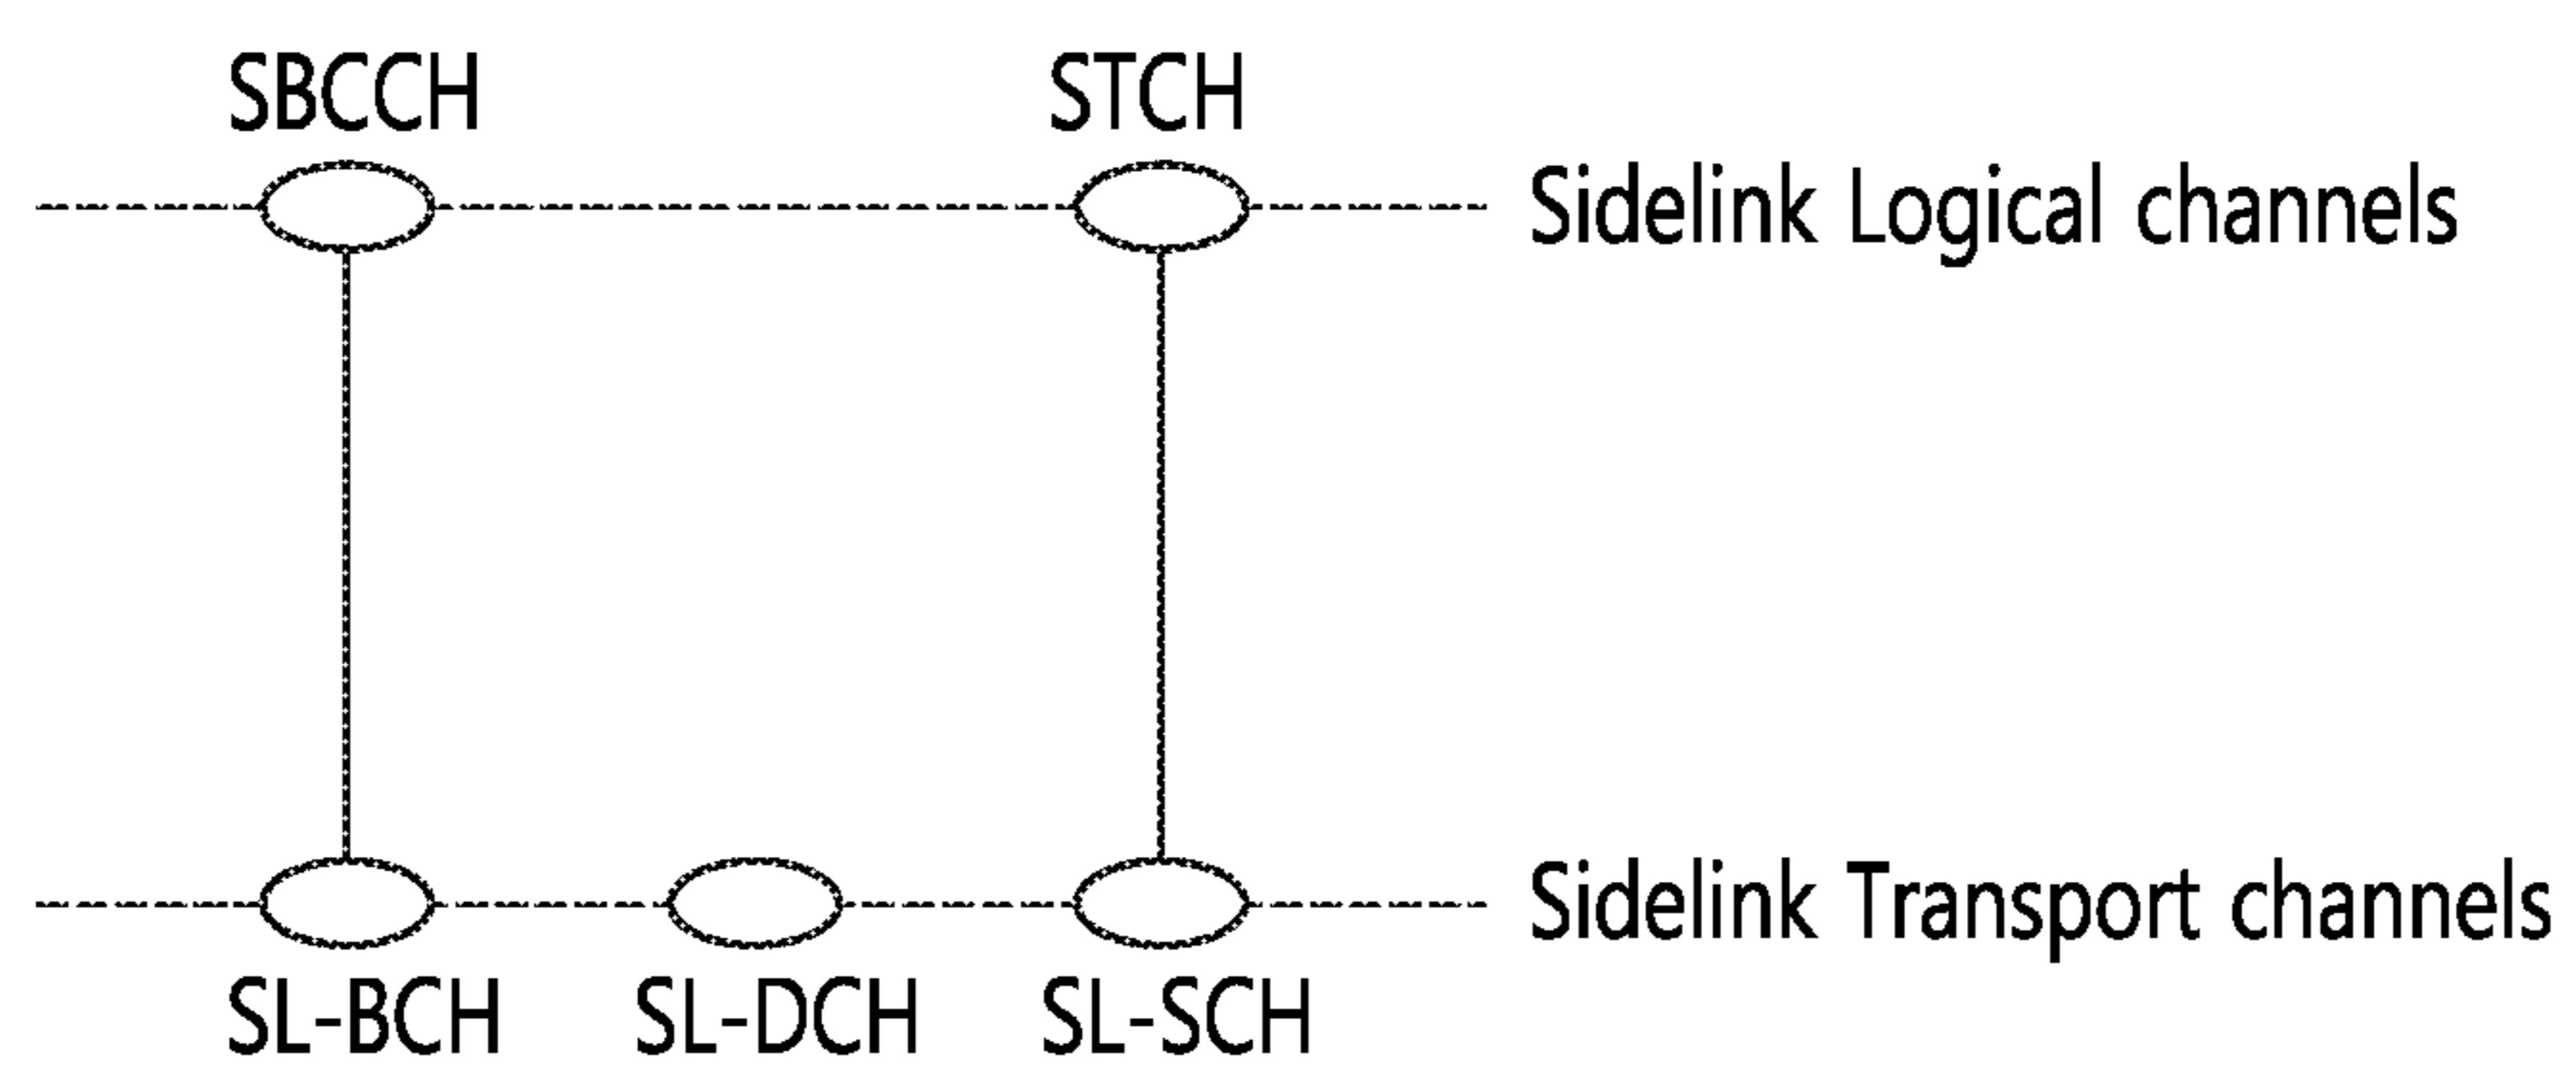 SBCCH STCH
Sidelink Logical channels
Sidelink Transport channels
SL-BCH SL-DCH SL-SCH